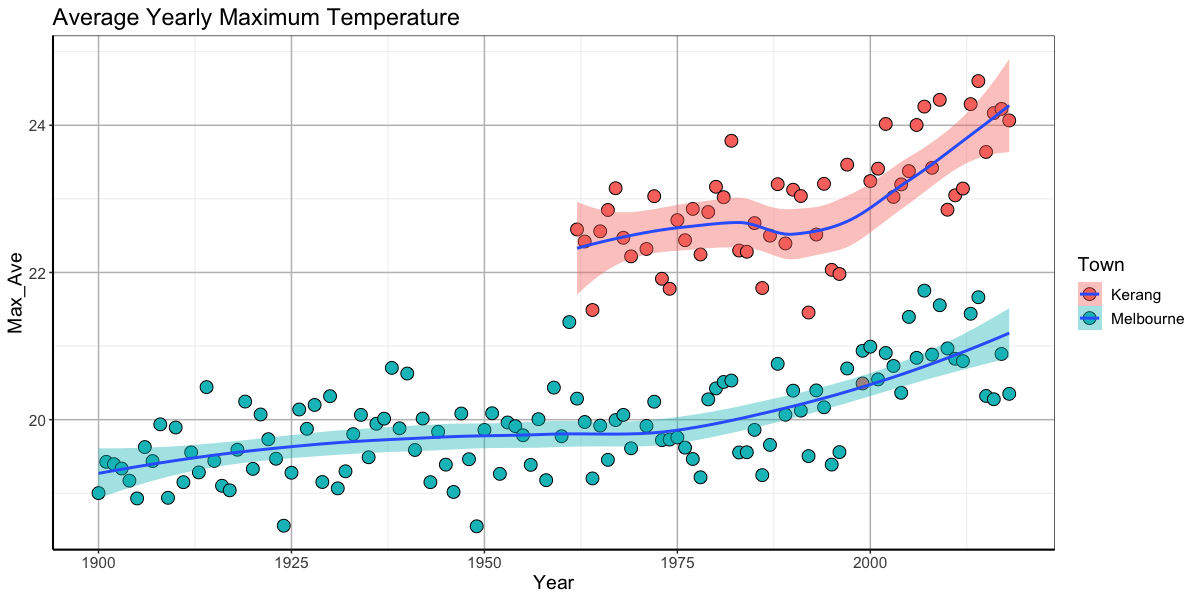 Average Yearly Maximum Temperature
Max_Ave
24
22
20
1900 1925 1950 1975 2000
Year
Town
Kerang
Melbourne